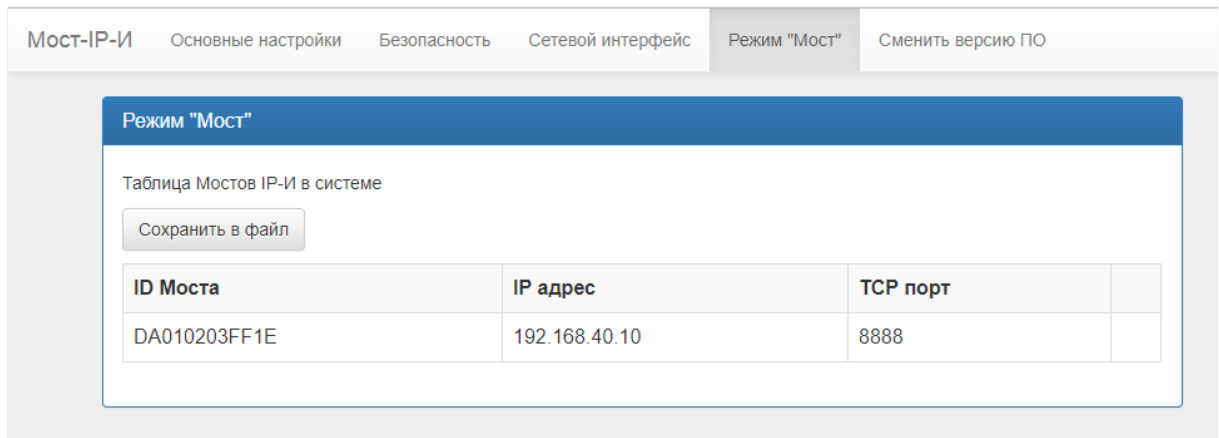 Мост-IP-И Основные настройки Безопасность Сетевой интерфейс Режим "Мост" Сменить версию ПО
Режим "Мост"
Таблица Мостов IP-И в системе
Сохранить в файл
ID Моста IP адрес TCP порт
DA010203FF1E 192.168.40.10 8888